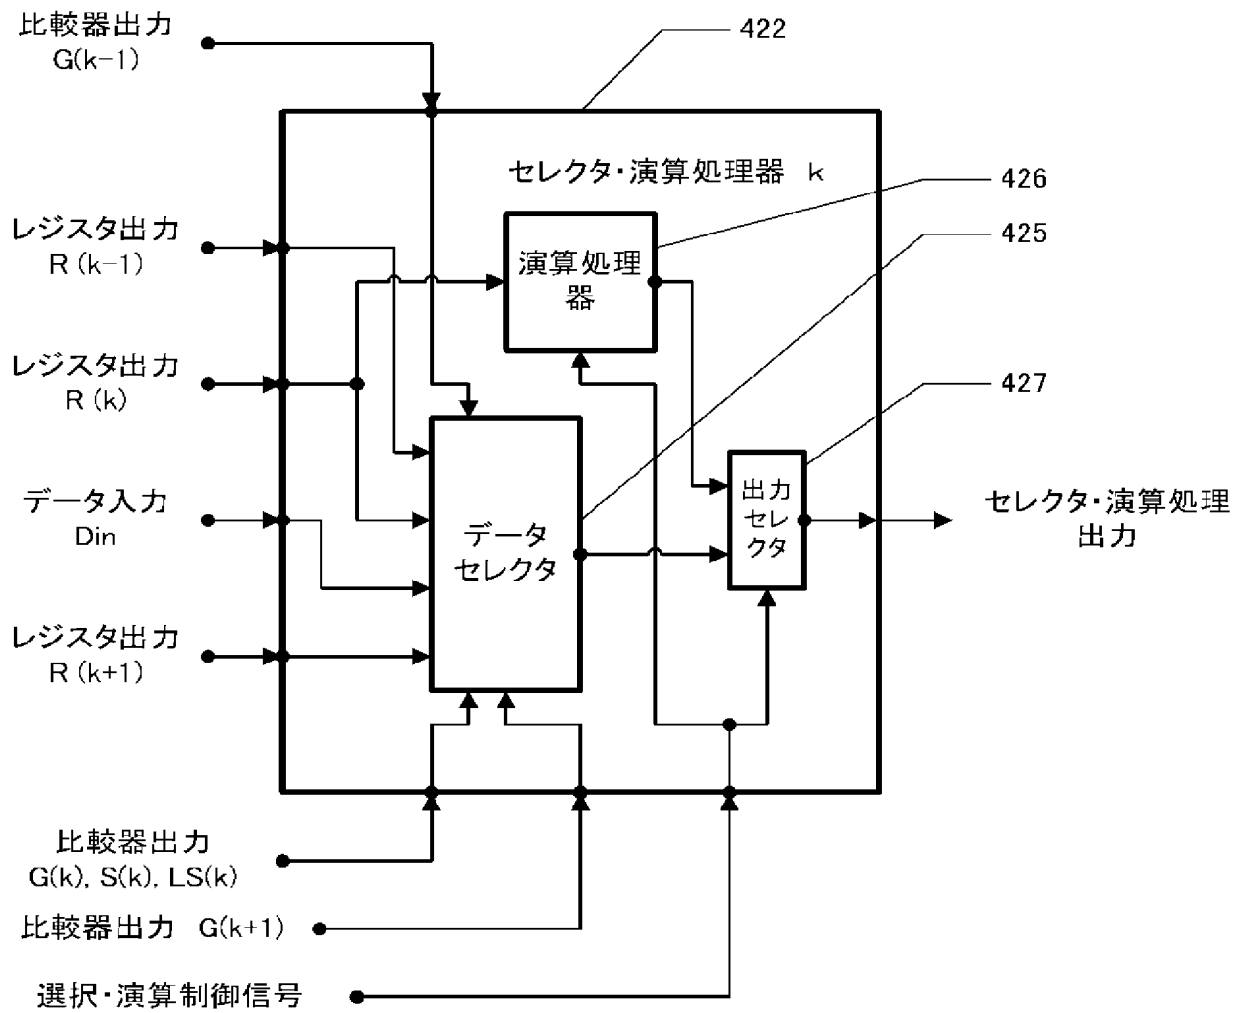 比較器出力
G(k-1)
422
セレクタ・演算処理器 k
426
レジスタ出力
R (k-1)
425
演算処理
器
レジスタ出力
R (k)
427
データ入力
Din
データ
セレクタ
出力
セレ
クタ
セレクタ・演算処理
出力
レジスタ出力
R (k+1)
比較器出力
G(k), S(k), LS(k)
比較器出力 G(k+1)
選択・演算制御信号